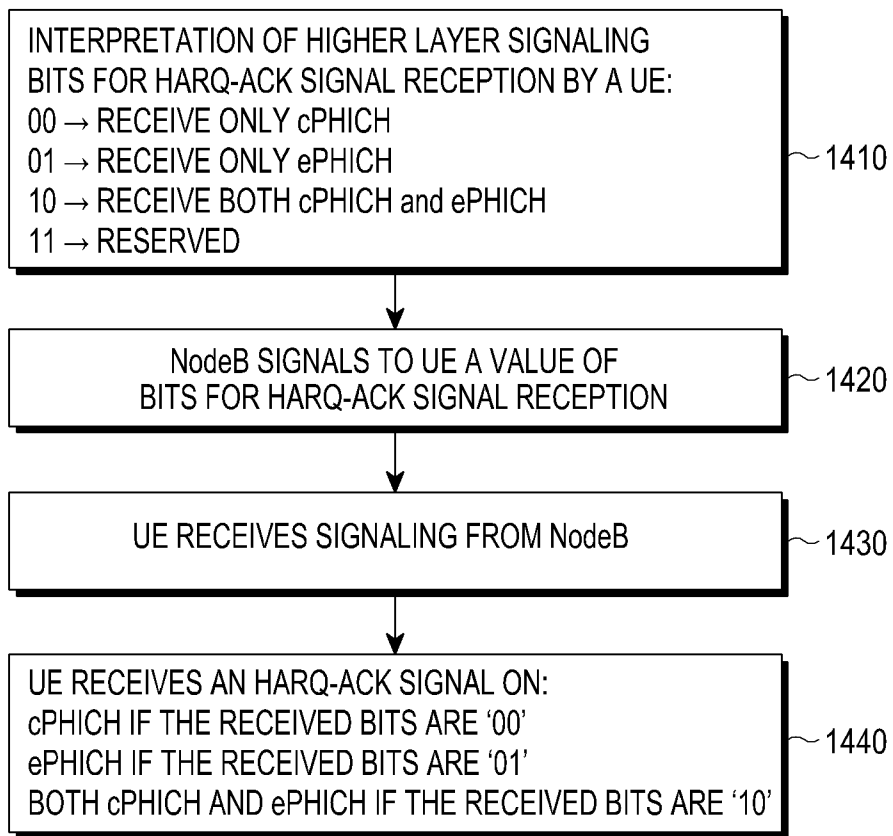 INTERPRETATION OF HIGHER LAYER SIGNALING
BITS FOR HARQ-ACK SIGNAL RECEPTION BY A UE:
00 → RECEIVE ONLY cPHICH
01 → RECEIVE ONLY ePHICH
10 → RECEIVE BOTH cPHICH and ePHICH
11 → RESERVED
1410
NodeB SIGNALS TO UE A VALUE OF
BITS FOR HARQ-ACK SIGNAL RECEPTION
1420
UE RECEIVES SIGNALING FROM NodeB
1430
UE RECEIVES AN HARQ-ACK SIGNAL ON:
cPHICH IF THE RECEIVED BITS ARE ‘00’
ePHICH IF THE RECEIVED BITS ARE ‘01’
BOTH cPHICH AND ePHICH IF THE RECEIVED BITS ARE ‘10’
1440